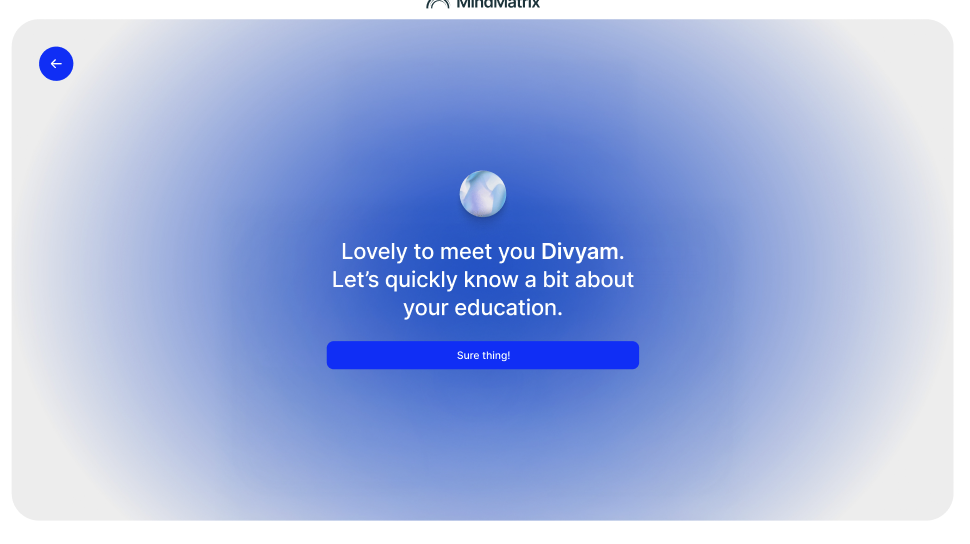 MindMatrix
Lovely to meet you Divyam.
Let’s quickly know a bit about
your education.
Sure thing!